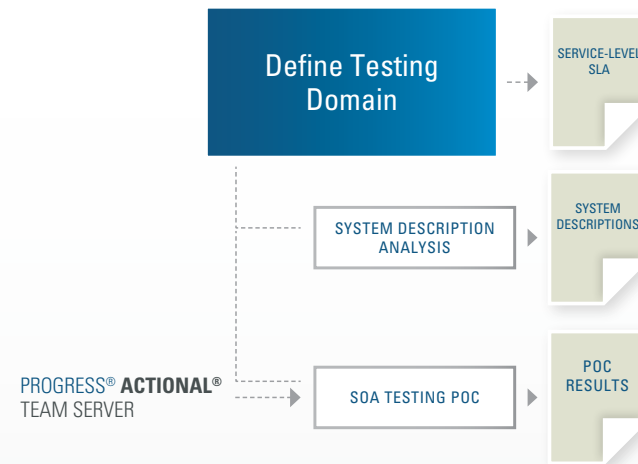 Define Testing
Domain
SERVICE-LEVEL
SLA
SYSTEM DESCRIPTION
ANALYSIS
SYSTEM
DESCRIPTIONS
PROGRESS® ACTIONAL®
TEAM SERVER
SOA TESTING POC
POC
RESULTS